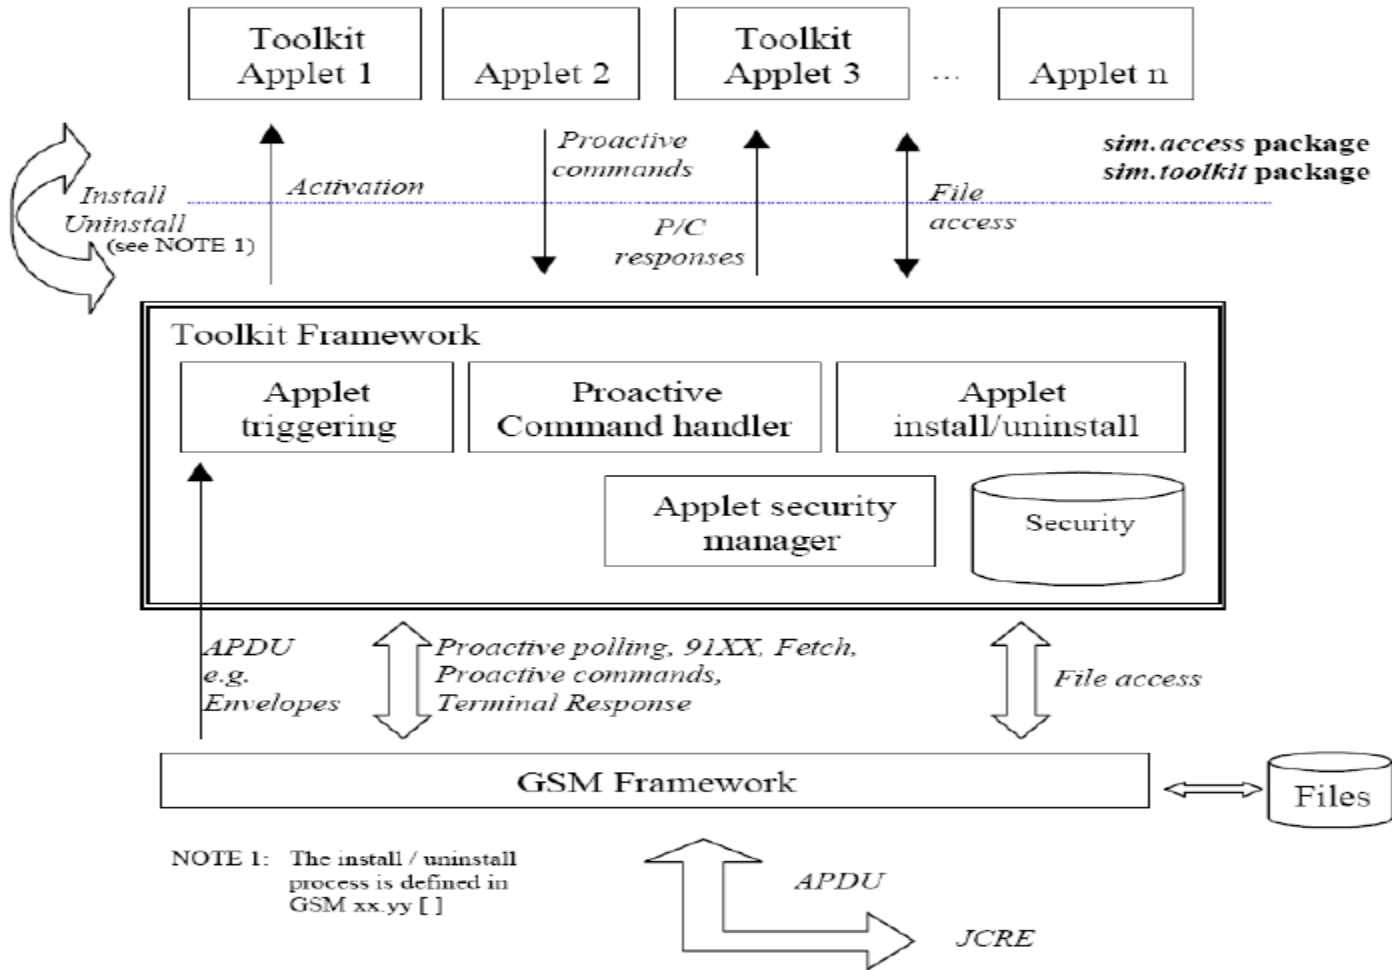 Toolkit
Applet 1
Applet 2
Toolkit
Applet 3
...
Applet n
Install
Uninstall
(see NOTE 1)
Activation
Proactive
commands
P/C
responses
File
access
sim.access package
sim.toolkit package
Toolkit Framework
Applet
triggering
Proactive
Command handler
Applet
install/uninstall
Applet security
manager
Security
APDU
e.g.
Envelopes
Proactive polling, 91XX, Fetch,
Proactive commands,
Terminal Response
File access
GSM Framework
Files
NOTE 1: The install / uninstall
process is defined in
GSM xx.yy [ ]
APDU
JCRE